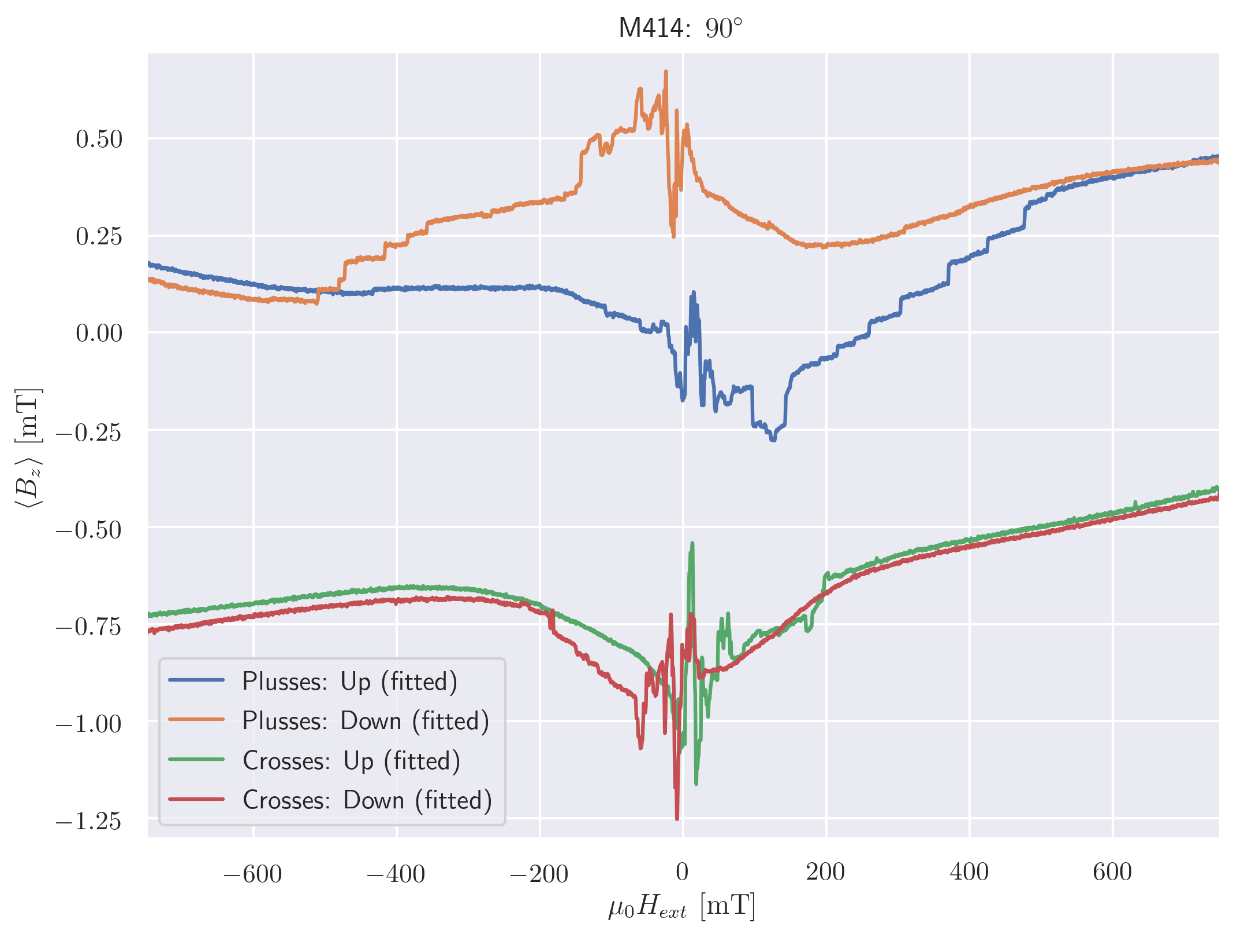 M414: 90°
0.50
0.25
0.00
−0.25
−0.50
−0.75
−1.00
−1.25
⟨B_z⟩ [mT]
Plusses: Up (fitted)
Plusses: Down (fitted)
Crosses: Up (fitted)
Crosses: Down (fitted)
−600 −400 −200 0 200 400 600
μ₀H_ext [mT]